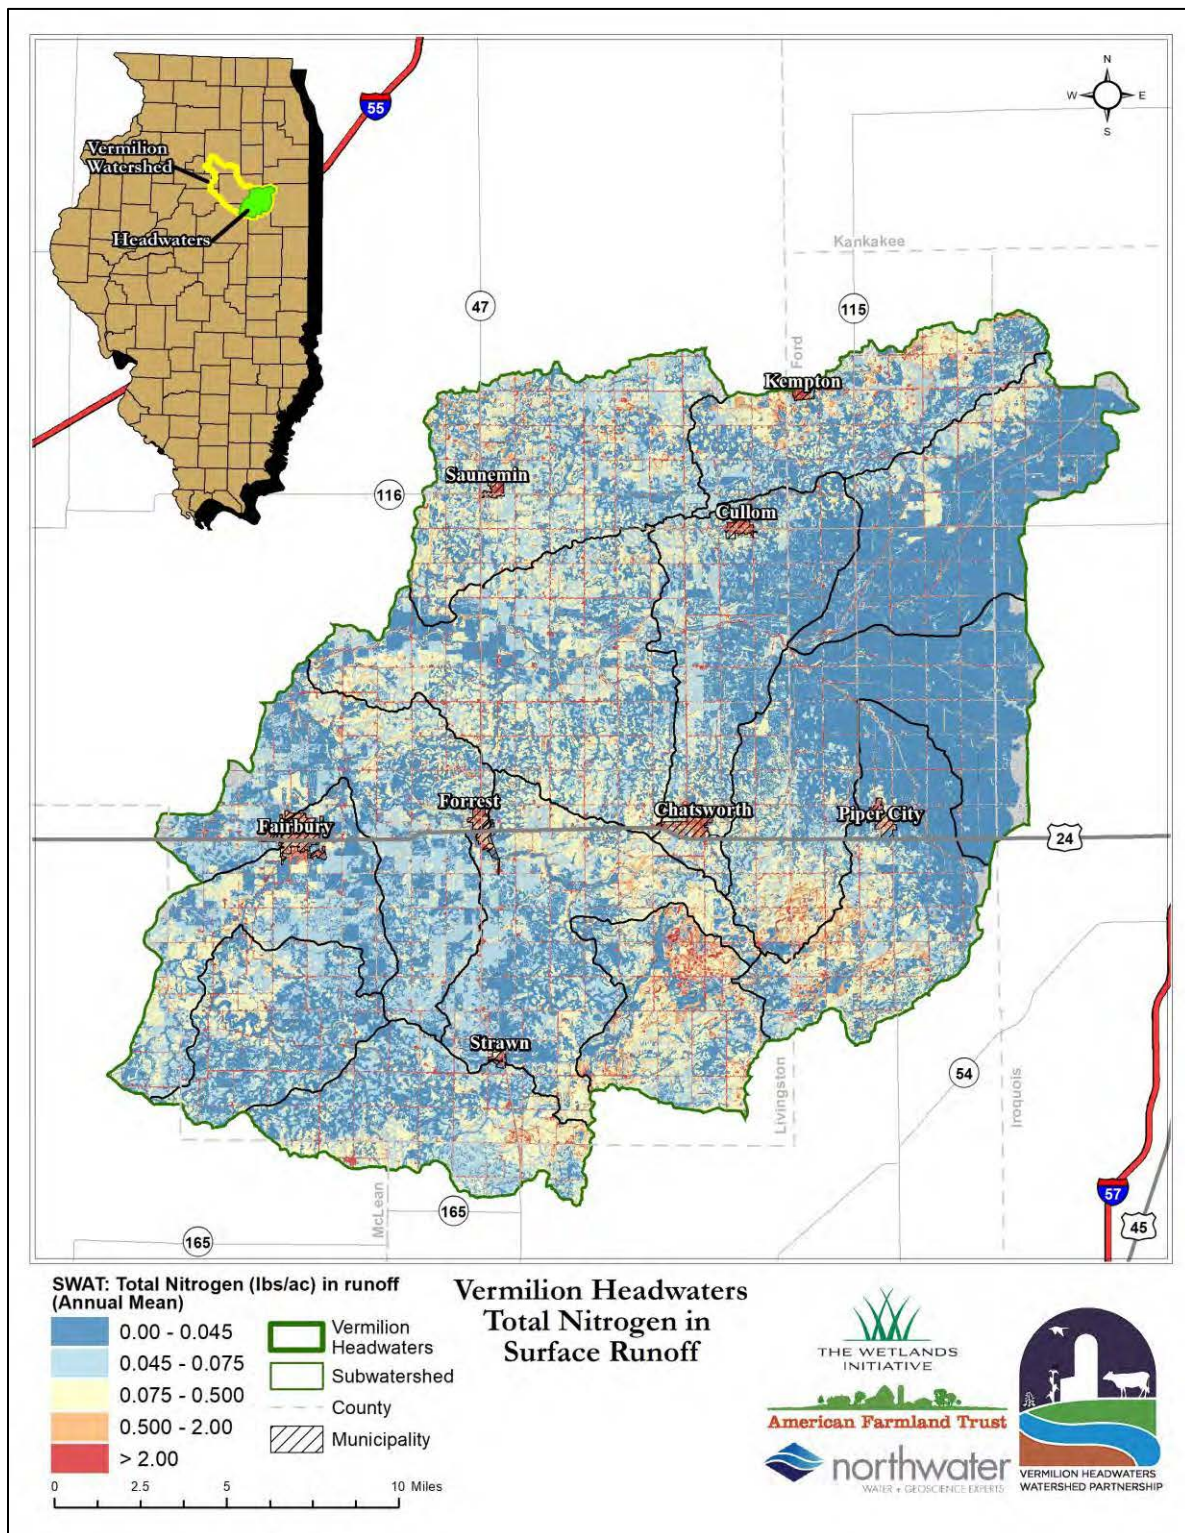 N
W
E
S
55
Vermilion
Watershed
Headwaters
Kankakee
47
115
Ford
Kempton
Saunemin
116
Cullom
Forrest
Chatsworth
Piper City
Fairbury
24
Strawn
Livingston
54
Iroquois
McLean
165
165
57
45
SWAT: Total Nitrogen (lbs/ac) in runoff
(Annual Mean)
0.00 - 0.045
0.045 - 0.075
0.075 - 0.500
0.500 - 2.00
> 2.00
Vermilion
Headwaters
Subwatershed
County
Municipality
0 2.5 5 10 Miles
Vermilion Headwaters
Total Nitrogen in
Surface Runoff
THE WETLANDS
INITIATIVE
American Farmland Trust
northwater
WATER + GEOSCIENCE EXPERTS
VERMILION HEADWATERS
WATERSHED PARTNERSHIP